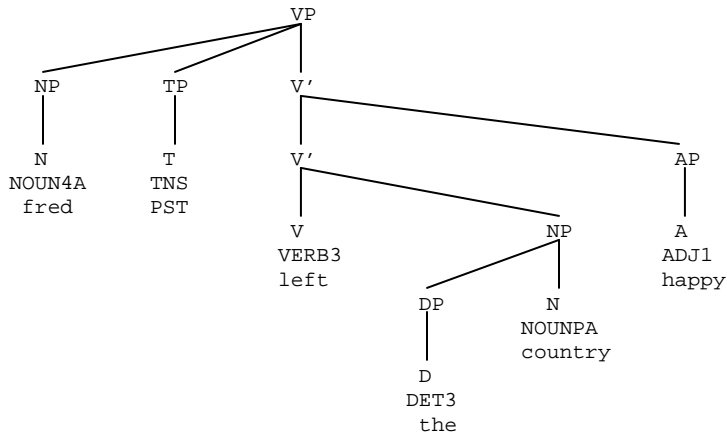 VP
NP TP V’
N T V’ AP
NOUN4A TNS
fred PST
V NP A
VERB3 ADJ1
left happy
DP N
NOUNPA
country
D
DET3
the